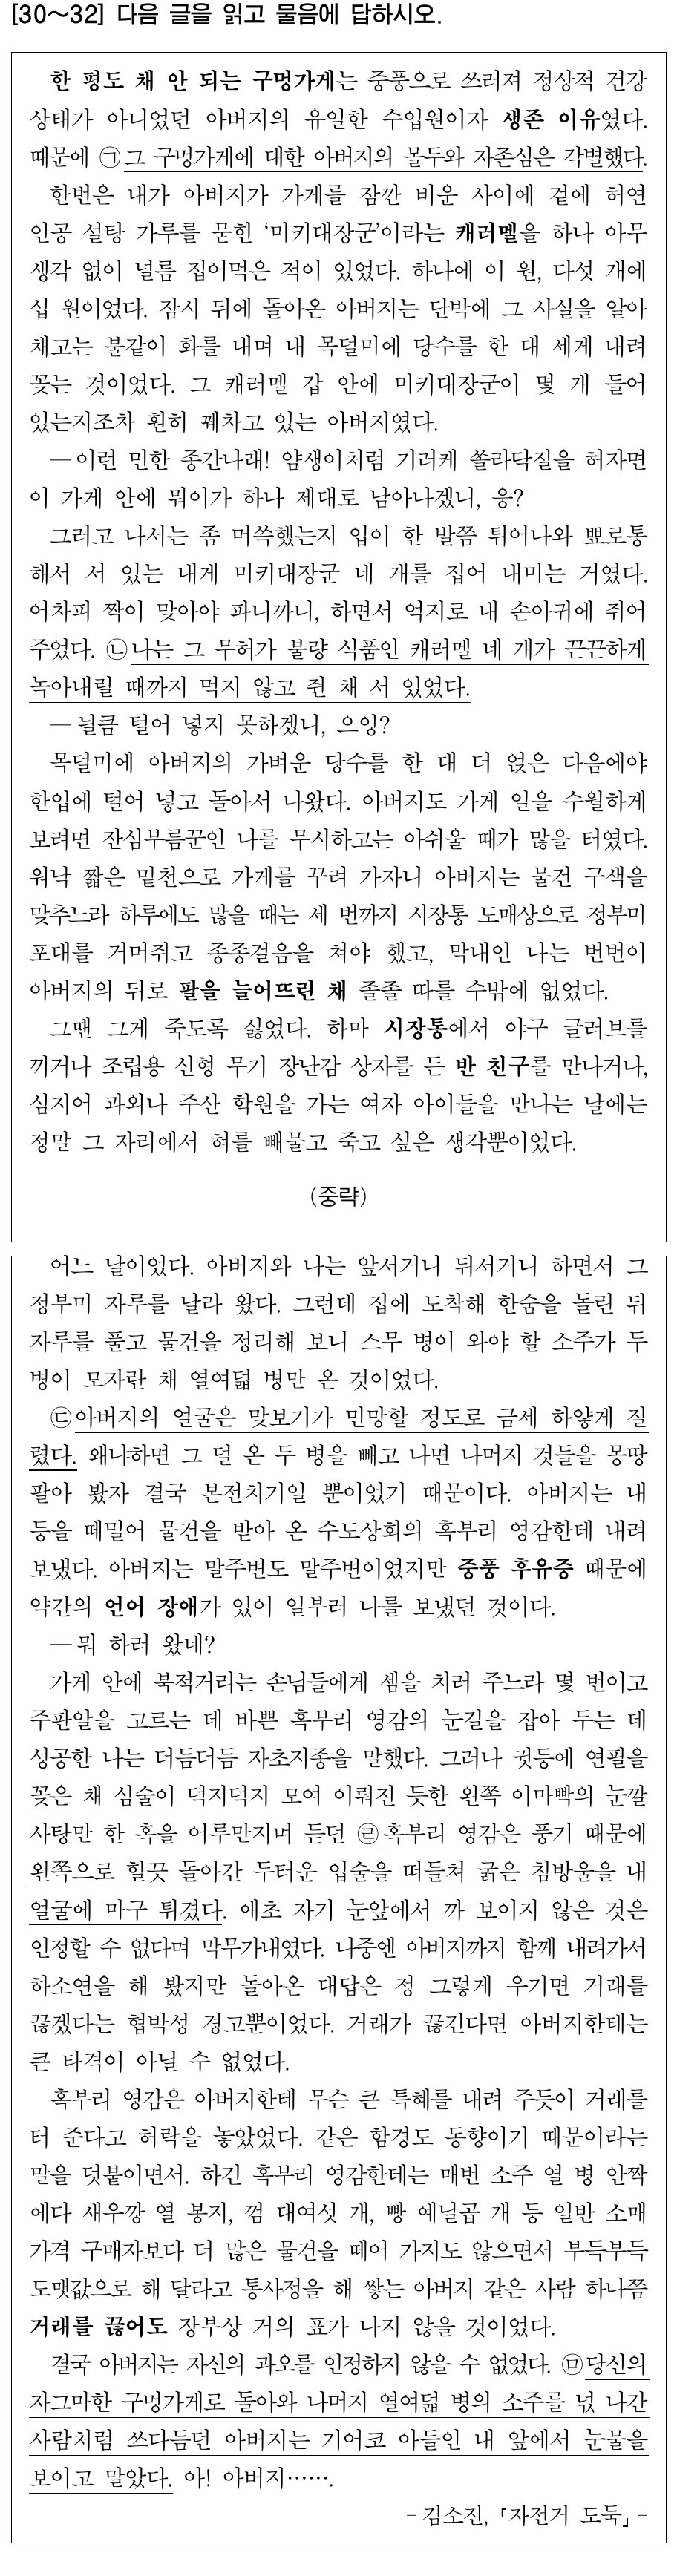 [30～32] 다음 글을 읽고 물음에 답하시오.
한 평도 채 안 되는 구멍가게는 중풍으로 쓰러져 정상적 건강
상태가 아니었던 아버지의 유일한 수입원이자 생존 이유였다.
때문에 ㉠그 구멍가게에 대한 아버지의 몰두와 자존심은 각별했다.
한번은 내가 아버지가 가게를 잠깐 비운 사이에 겉에 허연
인공 설탕 가루를 묻힌 ‘미키대장군’이라는 캐러멜을 하나 아무
생각 없이 널름 집어먹은 적이 있었다. 하나에 이 원, 다섯 개에
십 원이었다. 잠시 뒤에 돌아온 아버지는 단박에 그 사실을 알아
채고는 불같이 화를 내며 내 목덜미에 당수를 한 대 세게 내려
꽂는 것이었다. 그 캐러멜 갑 안에 미키대장군이 몇 개 들어
있는지조차 훤히 꿰차고 있는 아버지였다.
― 이런 민한 종간나래! 얌생이처럼 기러케 쏠라닥질을 허자면
이 가게 안에 뭐이가 하나 제대로 남아나겠니, 응?
그러고 나서는 좀 머쓱했는지 입이 한 발쯤 튀어나와 뾰로통
해서 서 있는 내게 미키대장군 네 개를 집어 내미는 거였다.
어차피 짝이 맞아야 파니까니, 하면서 억지로 내 손아귀에 쥐어
주었다. ㉡나는 그 무허가 불량 식품인 캐러멜 네 개가 끈끈하게
녹아내릴 때까지 먹지 않고 쥔 채 서 있었다.
― 닐큼 털어 넣지 못하겠니, 으잉?
목덜미에 아버지의 가벼운 당수를 한 대 더 얹은 다음에야
한입에 털어 넣고 돌아서 나왔다. 아버지도 가게 일을 수월하게
보려면 잔심부름꾼인 나를 무시하고는 아쉬울 때가 많을 터였다.
워낙 짧은 밑천으로 가게를 꾸려 가자니 아버지는 물건 구색을
맞추느라 하루에도 많을 때는 세 번까지 시장통 도매상으로 정부미
포대를 거머쥐고 종종걸음을 쳐야 했고, 막내인 나는 번번이
아버지의 뒤로 팔을 늘어뜨린 채 졸졸 따를 수밖에 없었다.
그땐 그게 죽도록 싫었다. 하마 시장통에서 야구 글러브를
끼거나 조립용 신형 무기 장난감 상자를 든 반 친구를 만나거나,
심지어 과외나 주산 학원을 가는 여자 아이들을 만나는 날에는
정말 그 자리에서 혀를 빼물고 죽고 싶은 생각뿐이었다.
(중략)
어느 날이었다. 아버지와 나는 앞서거니 뒤서거니 하면서 그
정부미 자루를 날라 왔다. 그런데 집에 도착해 한숨을 돌린 뒤
자루를 풀고 물건을 정리해 보니 스무 병이 와야 할 소주가 두
병이 모자란 채 열여덟 병만 온 것이었다.
㉢아버지의 얼굴은 맞보기가 민망할 정도로 금세 하얗게 질
렸다. 왜냐하면 그 덜 온 두 병을 빼고 나면 나머지 것들을 몽땅
팔아 봤자 결국 본전치기일 뿐이었기 때문이다. 아버지는 내
등을 떼밀어 물건을 받아 온 수도상회의 혹부리 영감한테 내려
보냈다. 아버지는 말주변도 말주변이었지만 중풍 후유증 때문에
약간의 언어 장애가 있어 일부러 나를 보냈던 것이다.
― 뭐 하러 왔네?
가게 안에 북적거리는 손님들에게 셈을 치러 주느라 몇 번이고
주판알을 고르는 데 바쁜 혹부리 영감의 눈길을 잡아 두는 데
성공한 나는 더듬더듬 자초지종을 말했다. 그러나 귓등에 연필을
꽂은 채 심술이 덕지덕지 모여 이뤄진 듯한 왼쪽 이마빡의 눈깔
사탕만 한 혹을 어루만지며 듣던 ㉣혹부리 영감은 풍기 때문에
왼쪽으로 힐끗 돌아간 두터운 입술을 떠들쳐 굵은 침방울을 내
얼굴에 마구 튀겼다. 애초 자기 눈앞에서 까 보이지 않은 것은
인정할 수 없다며 막무가내였다. 나중엔 아버지까지 함께 내려가서
하소연을 해 봤지만 돌아온 대답은 정 그렇게 우기면 거래를
끊겠다는 협박성 경고뿐이었다. 거래가 끊긴다면 아버지한테는
큰 타격이 아닐 수 없었다.
혹부리 영감은 아버지한테 무슨 큰 특혜를 내려 주듯이 거래를
터 준다고 허락을 놓았었다. 같은 함경도 동향이기 때문이라는
말을 덧붙이면서. 하긴 혹부리 영감한테는 매번 소주 열 병 안짝
에다 새우깡 열 봉지, 껌 대여섯 개, 빵 예닐곱 개 등 일반 소매
가격 구매자보다 더 많은 물건을 떼어 가지도 않으면서 부득부득
도맷값으로 해 달라고 통사정을 해 쌓는 아버지 같은 사람 하나쯤
거래를 끊어도 장부상 거의 표가 나지 않을 것이었다.
결국 아버지는 자신의 과오를 인정하지 않을 수 없었다. ㉤당신의
자그마한 구멍가게로 돌아와 나머지 열여덟 병의 소주를 넋 나간
사람처럼 쓰다듬던 아버지는 기어코 아들인 내 앞에서 눈물을
보이고 말았다. 아! 아버지…….
- 김소진, 「자전거 도둑」 -